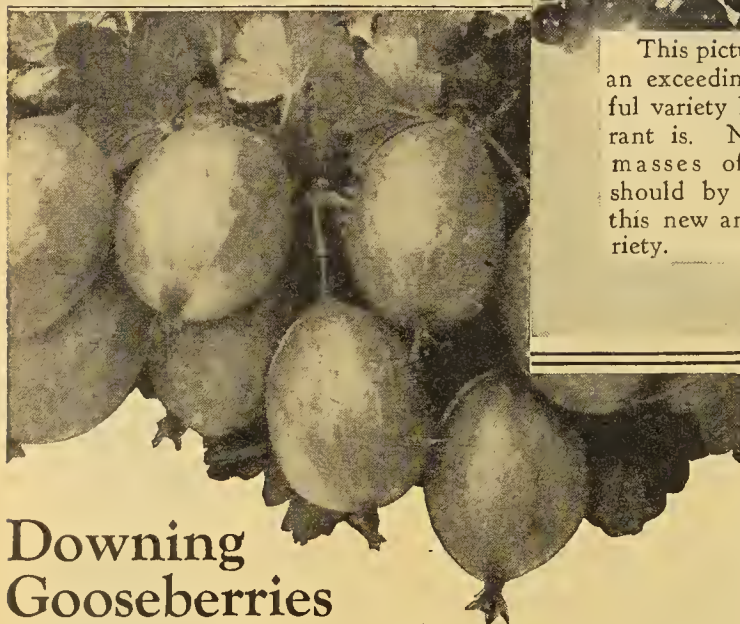 This pictu
an exceedin
ful variety
rant is. N
masses of
should by
this new an
riety.
Downing
Gooseberries